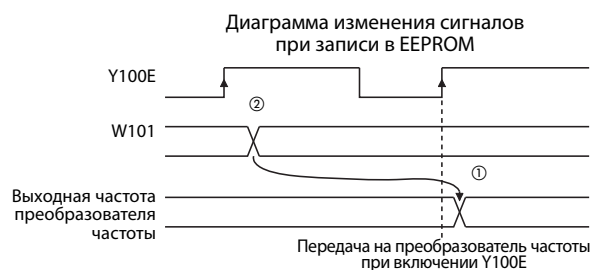 Диаграмма изменения сигналов
при записи в EEPROM
Y100E
②
W101
①
Выходная частота
преобразователя
частоты
Передача на преобразователь частоты
при включении Y100E